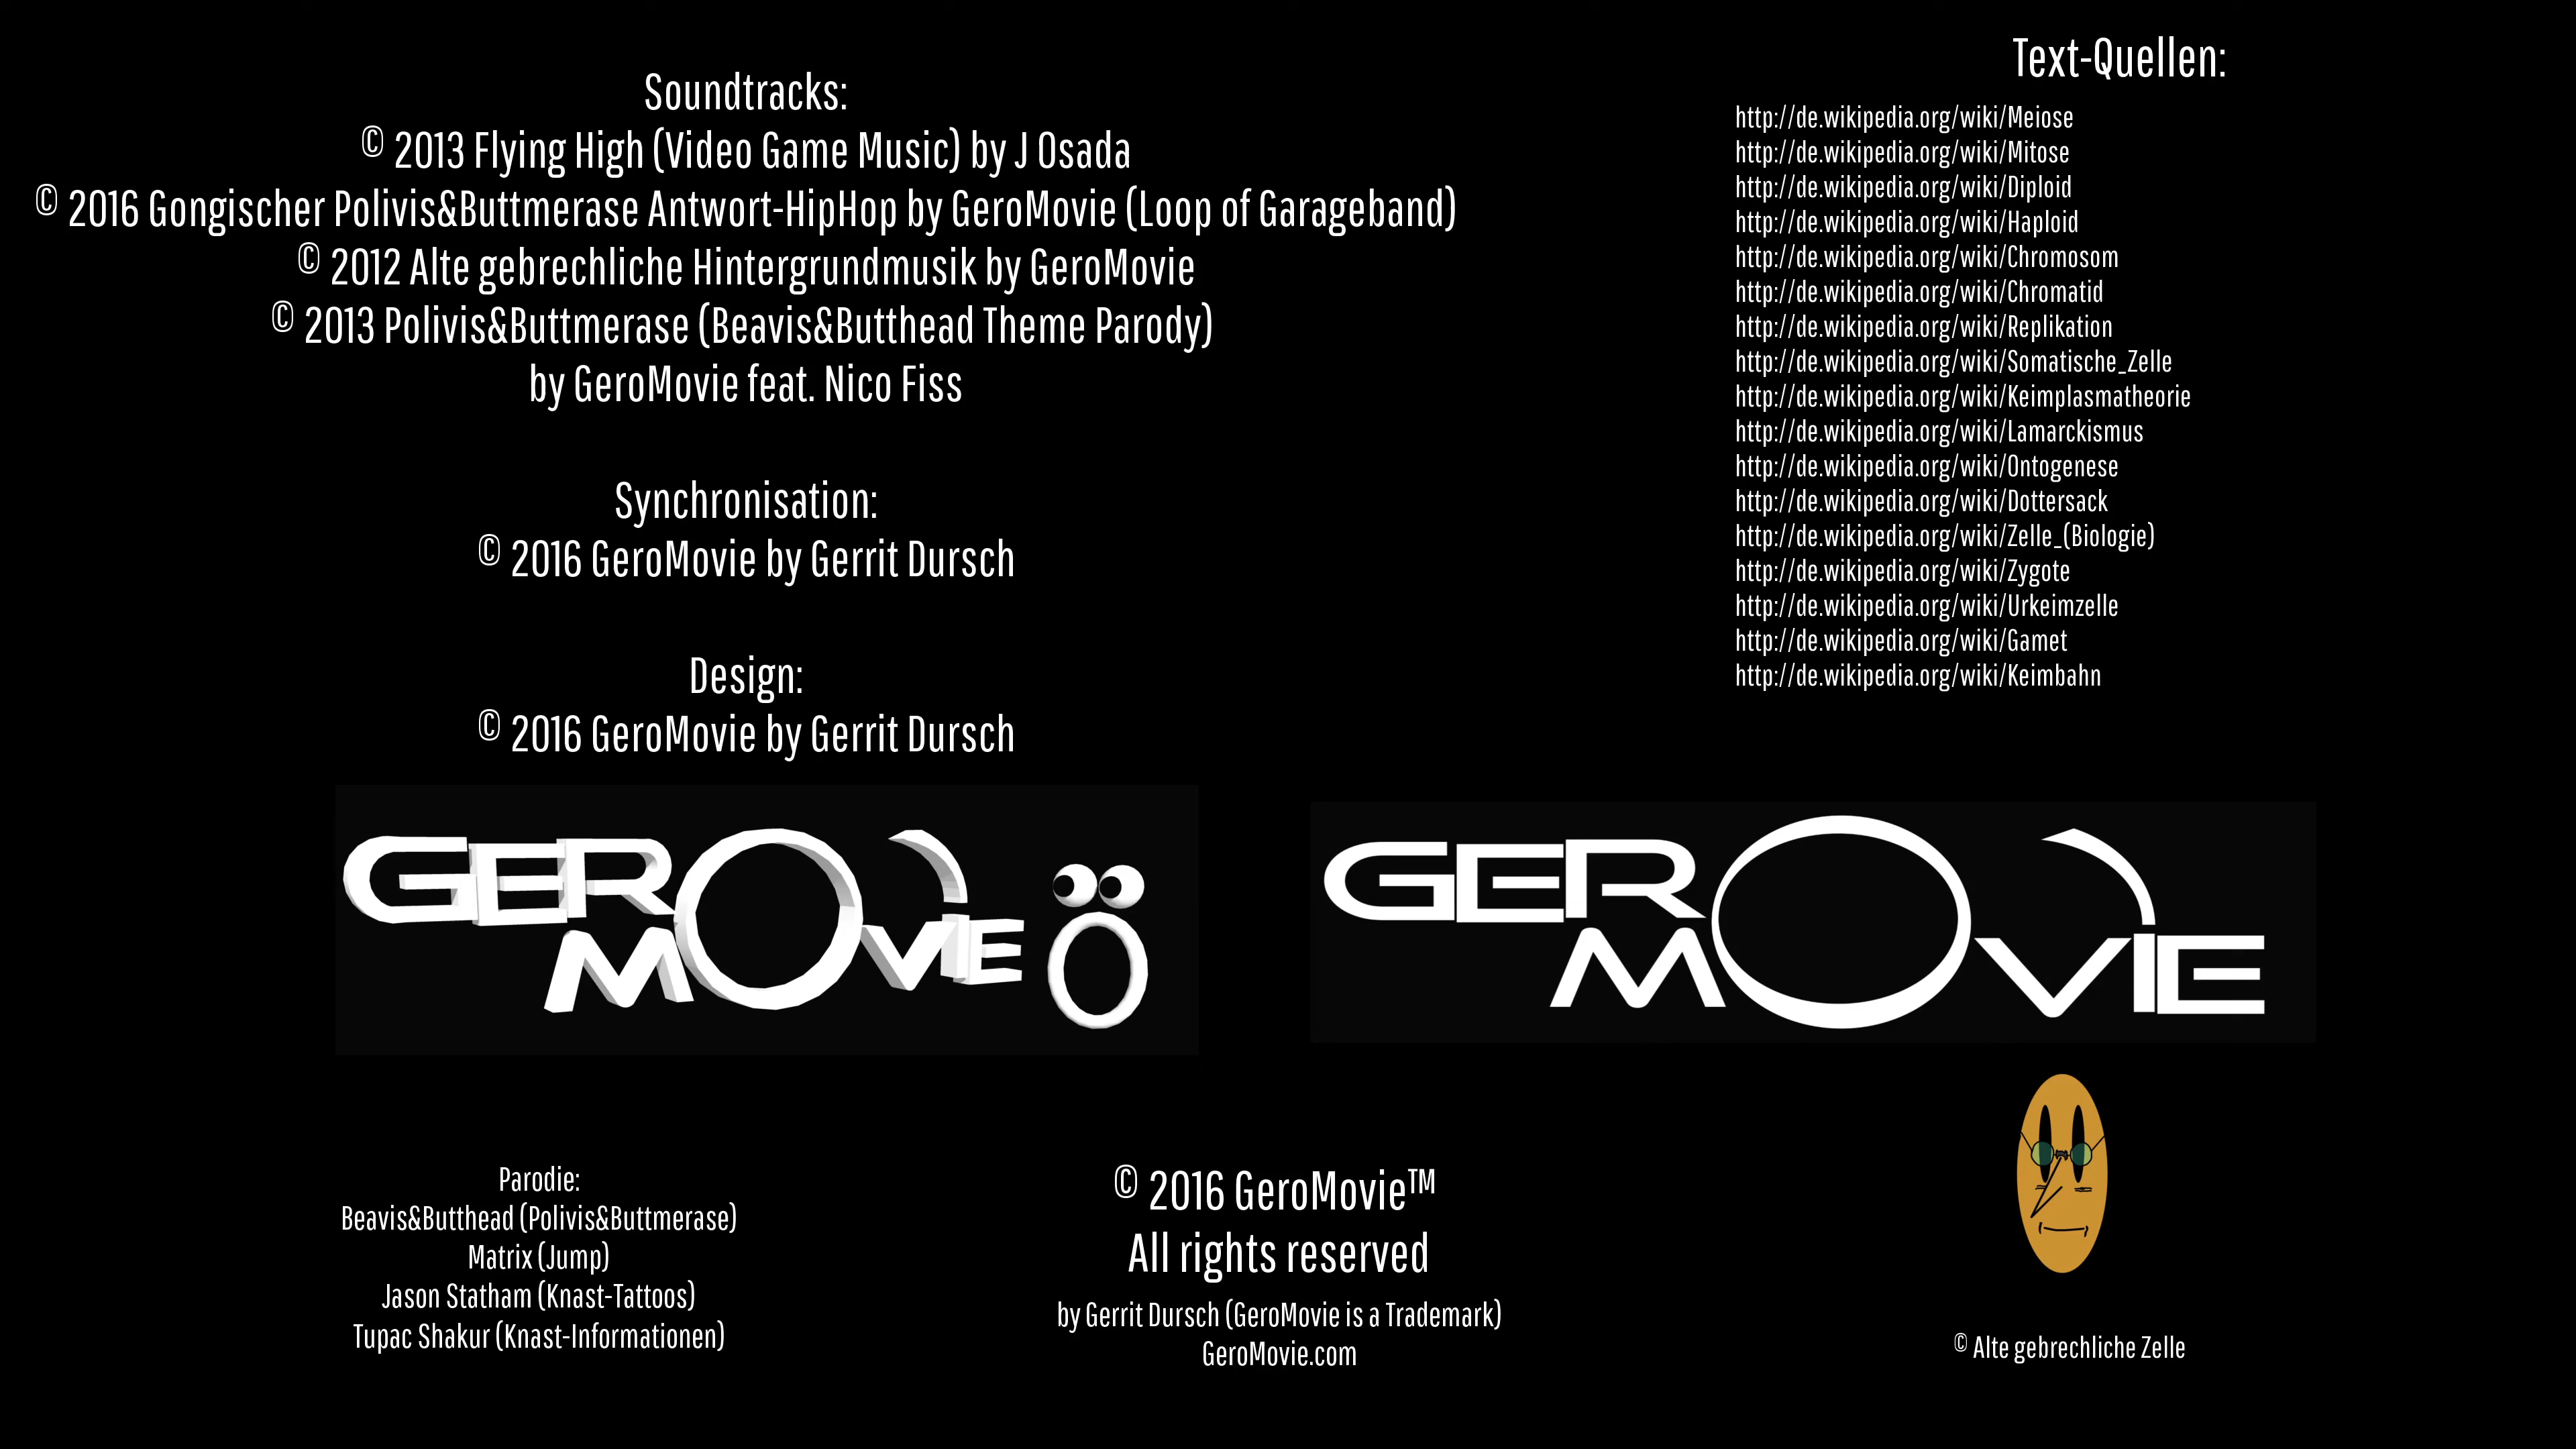 Soundtracks:
© 2013 Flying High (Video Game Music) by J Osada
© 2016 Gongischer Polivis&Buttmerase Antwort-HipHop by GeroMovie (Loop of Garageband)
© 2012 Alte gebrechliche Hintergrundmusik by GeroMovie
© 2013 Polivis&Buttmerase (Beavis&Butthead Theme Parody)
by GeroMovie feat. Nico Fiss
Synchronisation:
© 2016 GeroMovie by Gerrit Dursch
Design:
© 2016 GeroMovie by Gerrit Dursch
Text-Quellen:
http://de.wikipedia.org/wiki/Meiose
http://de.wikipedia.org/wiki/Mitose
http://de.wikipedia.org/wiki/Diploid
http://de.wikipedia.org/wiki/Haploid
http://de.wikipedia.org/wiki/Chromosom
http://de.wikipedia.org/wiki/Chromatid
http://de.wikipedia.org/wiki/Replikation
http://de.wikipedia.org/wiki/Somatische_Zelle
http://de.wikipedia.org/wiki/Keimplasmatheorie
http://de.wikipedia.org/wiki/Lamarckismus
http://de.wikipedia.org/wiki/Ontogenese
http://de.wikipedia.org/wiki/Dottersack
http://de.wikipedia.org/wiki/Zelle_(Biologie)
http://de.wikipedia.org/wiki/Zygote
http://de.wikipedia.org/wiki/Urkeimzelle
http://de.wikipedia.org/wiki/Gamet
http://de.wikipedia.org/wiki/Keimbahn
GERO MOVIE
GERO MOVIE
Parodie:
Beavis&Butthead (Polivis&Buttmerase)
Matrix (Jump)
Jason Statham (Knast-Tattoos)
Tupac Shakur (Knast-Informationen)
© 2016 GeroMovie™
All rights reserved
by Gerrit Dursch (GeroMovie is a Trademark)
GeroMovie.com
© Alte gebrechliche Zelle